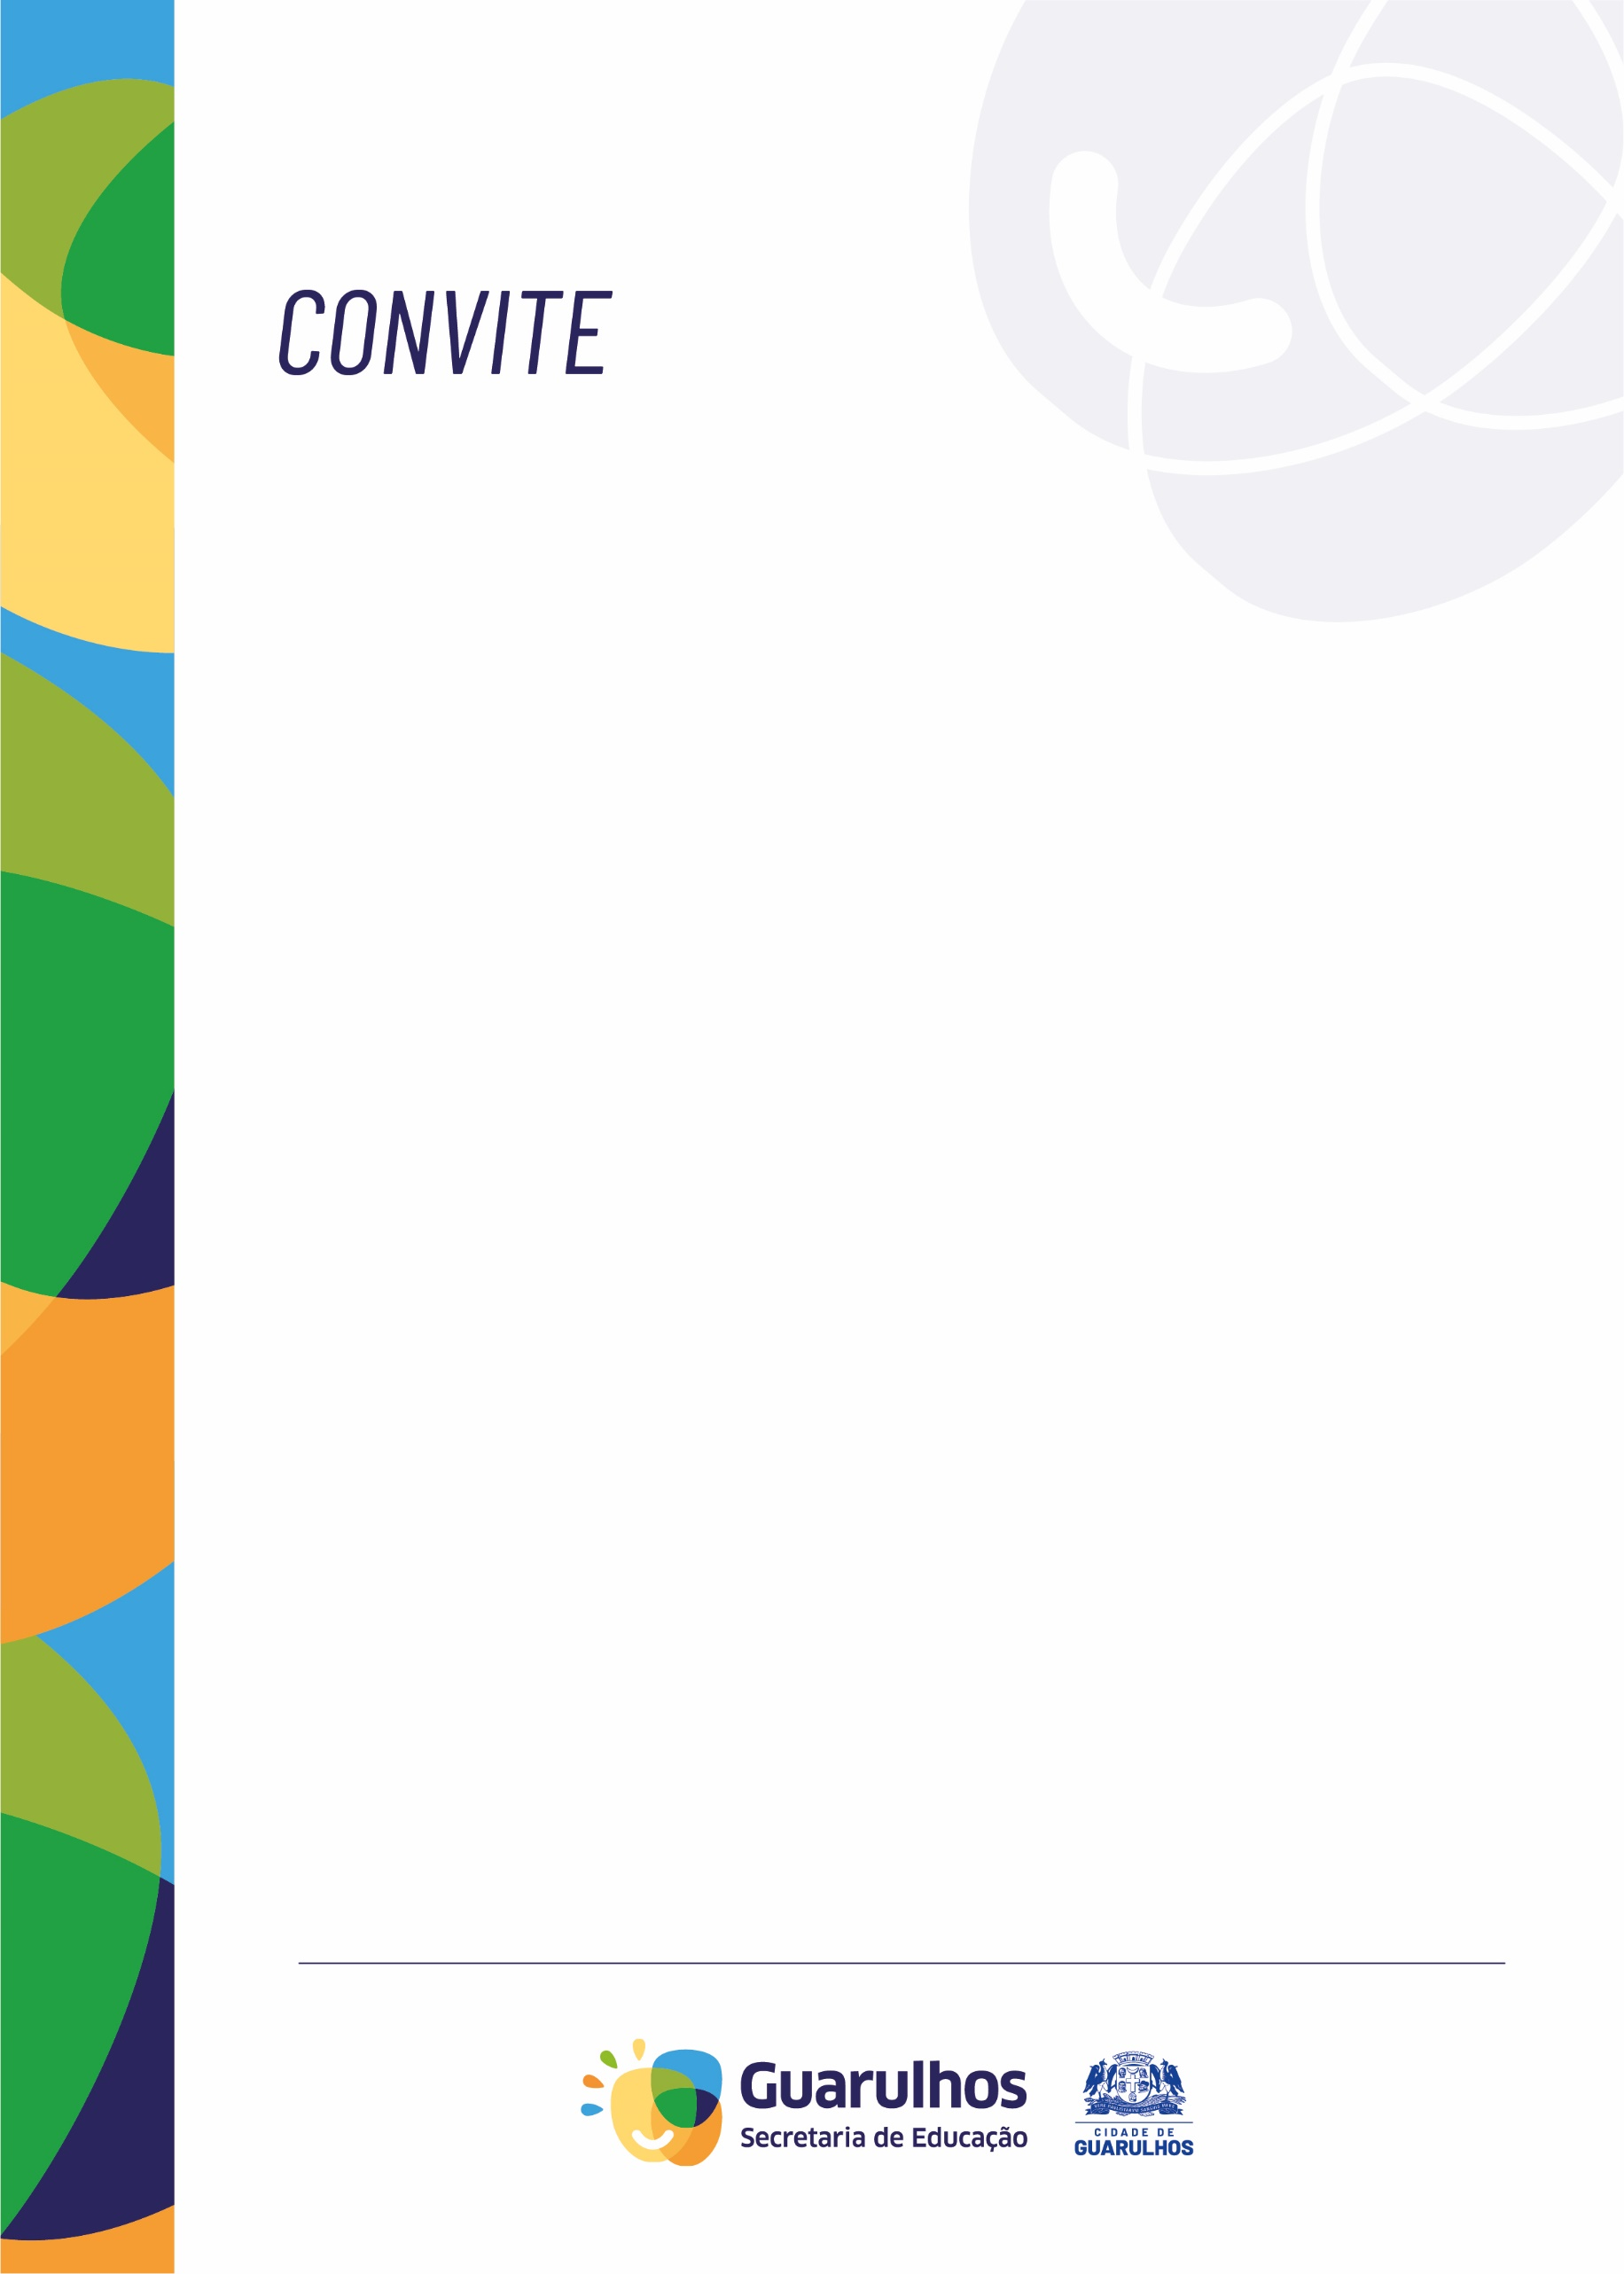 CONVITE
Guarulhos
Secretaria de Educação
CIDADE DE
GUARULHOS